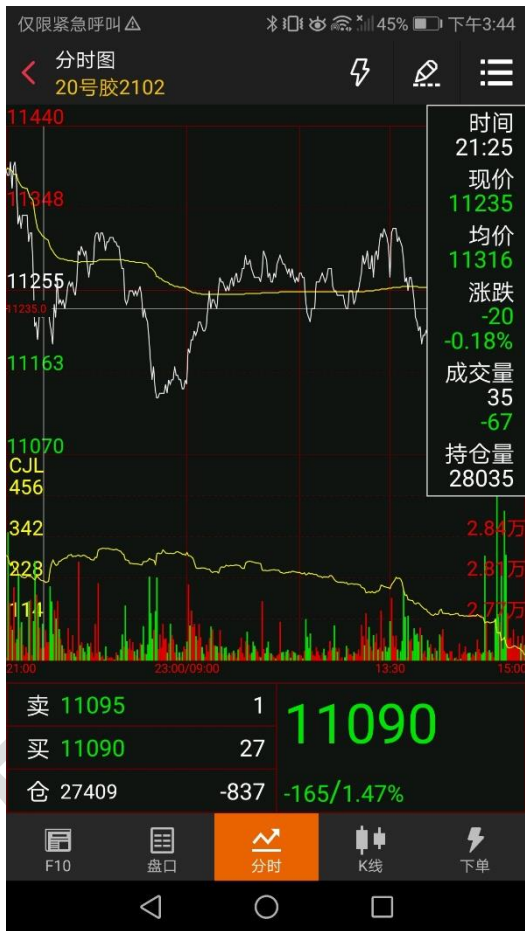 仅限紧急呼叫 45% 下午3:44
分时图
20号胶2102
11440
11348
11255
11235.0
11163
11070
CJL
456
342
228
114
时间
21:25
现价
11235
均价
11316
涨跌
-20
-0.18%
成交量
35
-67
持仓量
28035
2.84万
2.81万
2.77万
21:00 23:00/09:00 13:30 15:00
卖 11095 1
买 11090 27
仓 27409 -837
11090
-165/1.47%
F10 盘口 分时 K线 下单